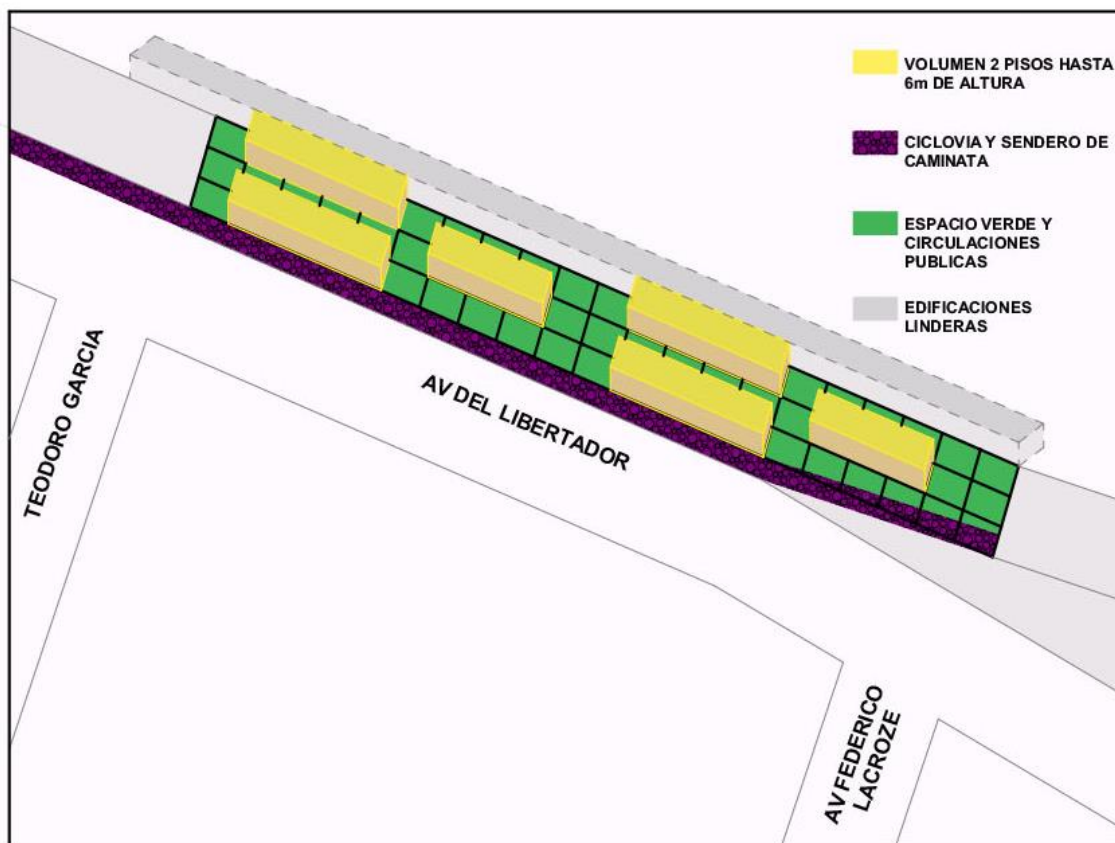 VOLUMEN 2 PISOS HASTA
6m DE ALTURA
CICLOVIA Y SENDERO DE
CAMINATA
ESPACIO VERDE Y
CIRCULACIONES
PUBLICAS
EDIFICACIONES
LINDERAS
TEODORO GARCIA
AV DEL LIBERTADOR
AV FEDERICO
LACROZE